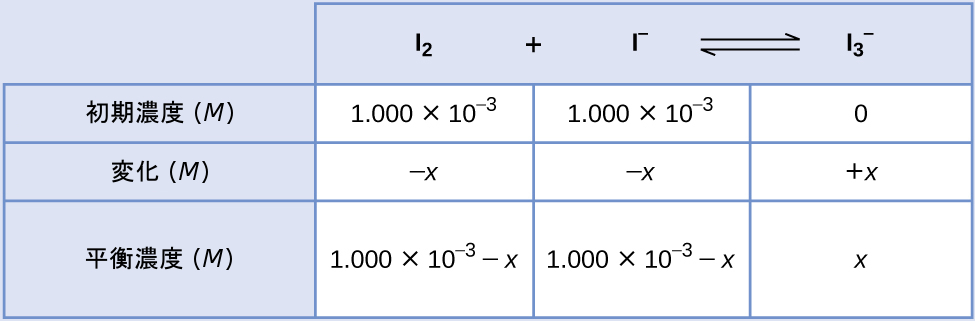 I₂ + I⁻ ⇌ I₃⁻
初期濃度 (M) 1.000 × 10⁻³ 1.000 × 10⁻³ 0
変化 (M) −x −x +x
平衡濃度 (M) 1.000 × 10⁻³ − x 1.000 × 10⁻³ − x x